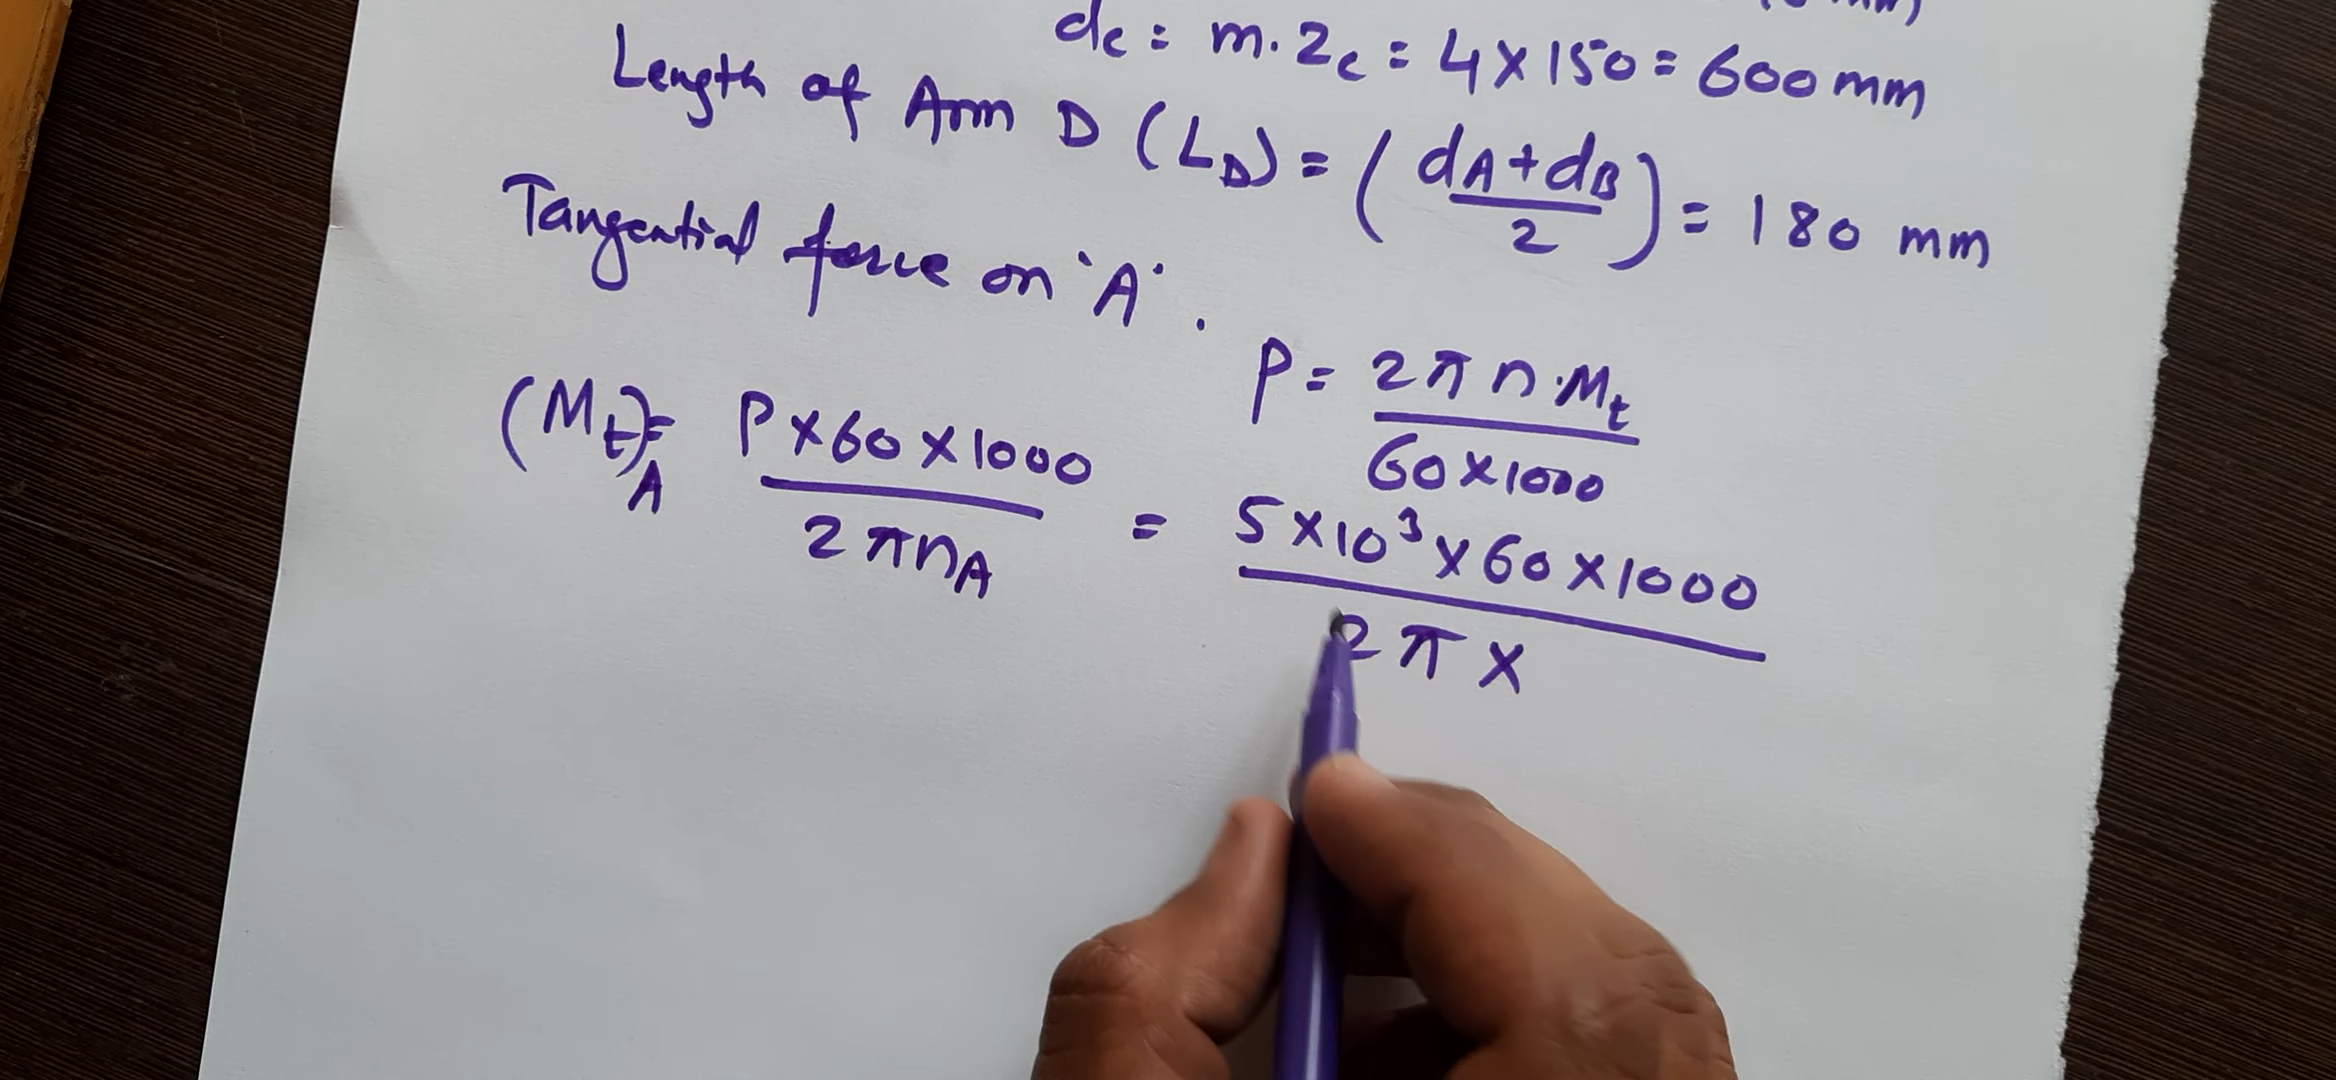 dc = m.Zc = 4 × 150 = 600 mm
Length of Arm D (LD) = (dA + dB / 2) = 180 mm
Tangential force on 'A'.
P = 2πn·Mt / 60×1000
(Mt)A = P×60×1000 / 2πnA = 5×10³×60×1000 / 2π×